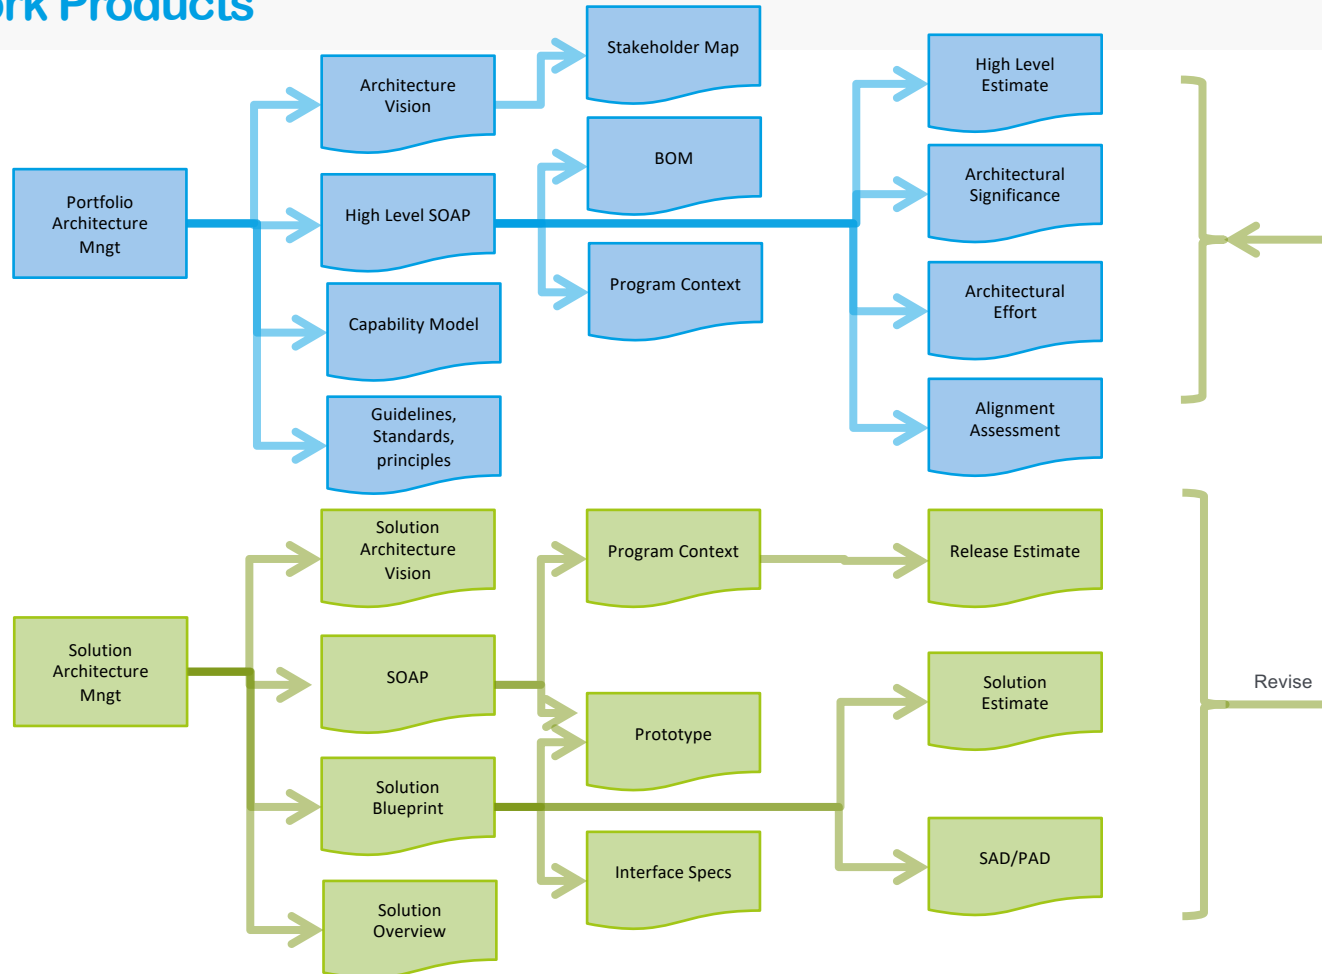 ork Products
Stakeholder Map
Architecture
Vision
High Level
Estimate
BOM
Architectural
Significance
Portfolio
Architecture
Mngt
High Level SOAP
Program Context
Architectural
Effort
Capability Model
Guidelines,
Standards,
principles
Alignment
Assessment
Solution
Architecture
Vision
Program Context
Release Estimate
Solution
Architecture
Mngt
SOAP
Solution
Estimate
Revise
Prototype
Solution
Blueprint
Interface Specs
SAD/PAD
Solution
Overview